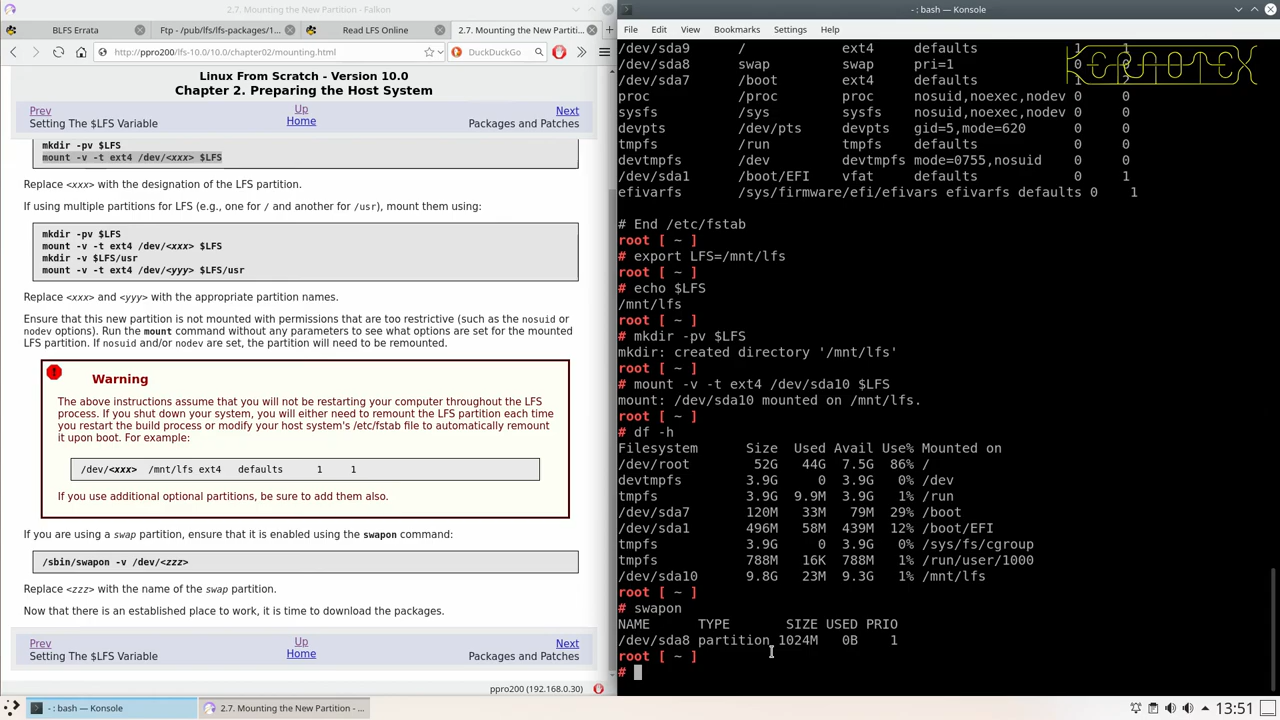 2.7. Mounting the New Partition - Falkon
BLFS Errata
Ftp - pub/lfs/lfs-packages/1...
Read LFS Online
2.7. Mounting the New Partiti...
http://ppro200/lfs-10.0/10.0/chapter02/mounting.html
DuckDuckGo
Linux From Scratch - Version 10.0
Chapter 2. Preparing the Host System
Prev
Up
Next
Setting The $LFS Variable
Home
Packages and Patches
mkdir -pv $LFS
mount -v -t ext4 /dev/<xxx> $LFS
Replace <xxx> with the designation of the LFS partition.
If using multiple partitions for LFS (e.g., one for / and another for /usr), mount them using:
mkdir -pv $LFS
mount -v -t ext4 /dev/<xxx> $LFS
mkdir -v $LFS/usr
mount -v -t ext4 /dev/<yyy> $LFS/usr
Replace <xxx> and <yyy> with the appropriate partition names.
Ensure that this new partition is not mounted with permissions that are too restrictive (such as the nosuid or
nodev options). Run the mount command without any parameters to see what options are set for the mounted
LFS partition. If nosuid and/or nodev are set, the partition will need to be remounted.
Warning
The above instructions assume that you will not be restarting your computer throughout the LFS
process. If you shut down your system, you will either need to remount the LFS partition each time
you restart the build process or modify your host system's /etc/fstab file to automatically remount
it upon boot. For example:
/dev/<xxx> /mnt/lfs ext4 defaults 1 1
If you use additional optional partitions, be sure to add them also.
If you are using a swap partition, ensure that it is enabled using the swapon command:
/sbin/swapon -v /dev/<zzz>
Replace <zzz> with the name of the swap partition.
Now that there is an established place to work, it is time to download the packages.
Prev
Up
Next
Setting The $LFS Variable
Home
Packages and Patches
ppro200 (192.168.0.30)
- : bash — Konsole
File Edit View Bookmarks Settings Help
KERNOTEX
/dev/sda9 / ext4 defaults 1 1
/dev/sda8 swap swap pri=1 0 0
/dev/sda7 /boot ext4 defaults
proc /proc proc nosuid,noexec,nodev 0 0
sysfs /sys sysfs nosuid,noexec,nodev 0 0
devpts /dev/pts devpts gid=5,mode=620 0 0
tmpfs /run tmpfs defaults 0 0
devtmpfs /dev devtmpfs mode=0755,nosuid 0 0
/dev/sda1 /boot/EFI vfat defaults 0 1
efivarfs /sys/firmware/efi/efivars efivarfs defaults 0 1
# End /etc/fstab
root [ ~ ]
# export LFS=/mnt/lfs
root [ ~ ]
# echo $LFS
/mnt/lfs
root [ ~ ]
# mkdir -pv $LFS
mkdir: created directory '/mnt/lfs'
root [ ~ ]
# mount -v -t ext4 /dev/sda10 $LFS
mount: /dev/sda10 mounted on /mnt/lfs.
root [ ~ ]
# df -h
Filesystem Size Used Avail Use% Mounted on
/dev/root 52G 44G 7.5G 86% /
devtmpfs 3.9G 0 3.9G 0% /dev
tmpfs 3.9G 9.9M 3.9G 1% /run
/dev/sda7 120M 33M 79M 29% /boot
/dev/sda1 496M 58M 439M 12% /boot/EFI
tmpfs 3.9G 0 3.9G 0% /sys/fs/cgroup
tmpfs 788M 16K 788M 1% /run/user/1000
/dev/sda10 9.8G 23M 9.3G 1% /mnt/lfs
root [ ~ ]
# swapon
NAME TYPE SIZE USED PRIO
/dev/sda8 partition 1024M 0B 1
root [ ~ ]
#
- : bash — Konsole
2.7. Mounting the New Partition - ...
13:51